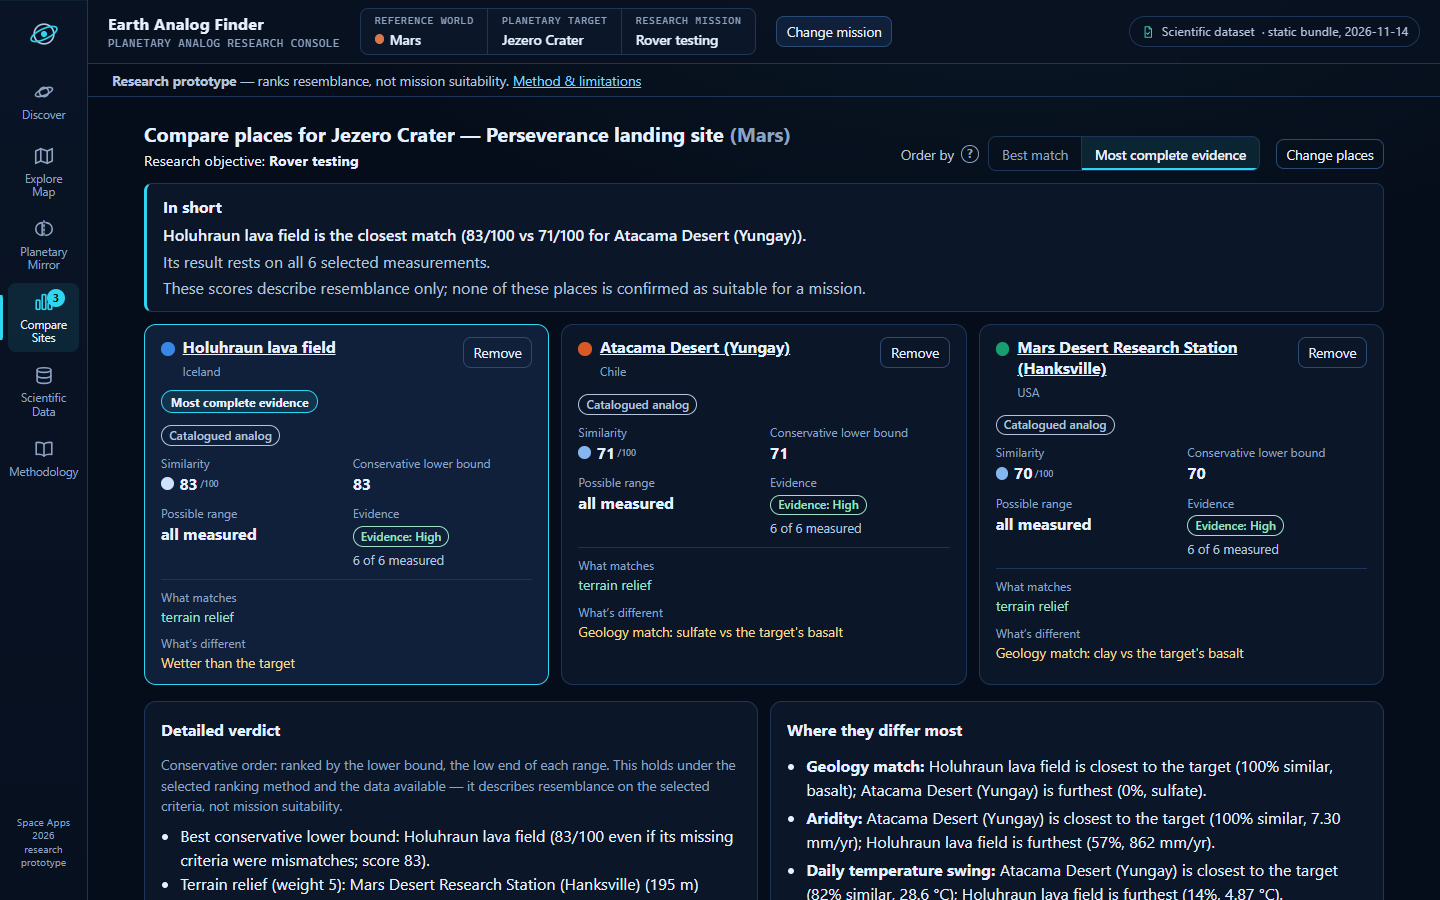 Earth Analog Finder
PLANETARY ANALOG RESEARCH CONSOLE
REFERENCE WORLD
Mars
PLANETARY TARGET
Jezero Crater
RESEARCH MISSION
Rover testing
Change mission
Scientific dataset · static bundle, 2026-11-14
Research prototype — ranks resemblance, not mission suitability. Method & limitations
Discover
Explore
Map
Planetary
Mirror
3
Compare
Sites
Scientific
Data
Methodology
Space Apps
2026
research
prototype
Compare places for Jezero Crater — Perseverance landing site (Mars)
Research objective: Rover testing
Order by ?
Best match
Most complete evidence
Change places
In short
Holuhraun lava field is the closest match (83/100 vs 71/100 for Atacama Desert (Yungay)).
Its result rests on all 6 selected measurements.
These scores describe resemblance only; none of these places is confirmed as suitable for a mission.
Holuhraun lava field
Remove
Iceland
Most complete evidence
Catalogued analog
Similarity
83 /100
Conservative lower bound
83
Possible range
all measured
Evidence
Evidence: High
6 of 6 measured
What matches
terrain relief
What's different
Wetter than the target
Atacama Desert (Yungay)
Remove
Chile
Catalogued analog
Similarity
71 /100
Conservative lower bound
71
Possible range
all measured
Evidence
Evidence: High
6 of 6 measured
What matches
terrain relief
What's different
Geology match: sulfate vs the target's basalt
Mars Desert Research Station
(Hanksville)
Remove
USA
Catalogued analog
Similarity
70 /100
Conservative lower bound
70
Possible range
all measured
Evidence
Evidence: High
6 of 6 measured
What matches
terrain relief
What's different
Geology match: clay vs the target's basalt
Detailed verdict
Conservative order: ranked by the lower bound, the low end of each range. This holds under the
selected ranking method and the data available — it describes resemblance on the selected
criteria, not mission suitability.
• Best conservative lower bound: Holuhraun lava field (83/100 even if its missing
criteria were mismatches; score 83).
• Terrain relief (weight 5): Mars Desert Research Station (Hanksville) (195 m)
Where they differ most
• Geology match: Holuhraun lava field is closest to the target (100% similar,
basalt); Atacama Desert (Yungay) is furthest (0%, sulfate).
• Aridity: Atacama Desert (Yungay) is closest to the target (100% similar, 7.30
mm/yr); Holuhraun lava field is furthest (57%, 862 mm/yr).
• Daily temperature swing: Atacama Desert (Yungay) is closest to the target
(82% similar, 28.6 °C); Holuhraun lava field is furthest (14%, 4.87 °C).